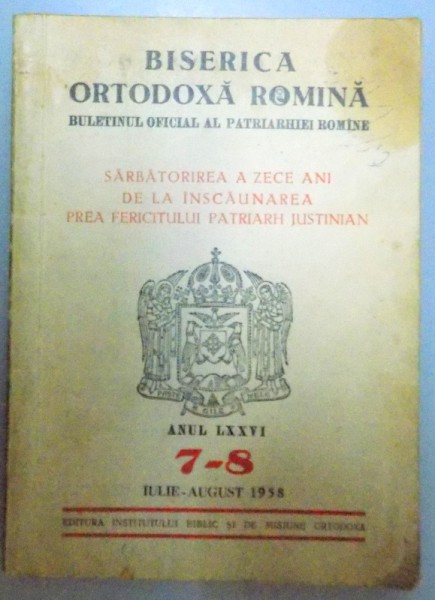 BISERICA
ORTODOXĂ ROMINĂ
BULETINUL OFICIAL AL PATRIARHIEI ROMÎNE
SĂRBĂTORIREA A ZECE ANI
DE LA ÎNSCĂUNAREA
PREA FERICITULUI PATRIARH JUSTINIAN
ANUL LXXVI
7-8
IULIE-AUGUST 1958
EDITURA INSTITUTULUI BIBLIC ȘI DE MISIUNE ORTODOXĂ